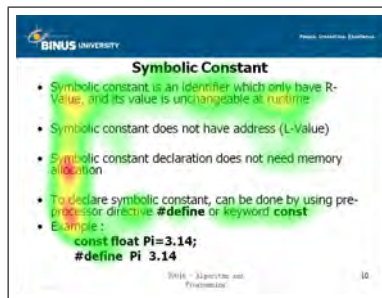 BINUS UNIVERSITY
Symbolic Constant
• Symbolic constant is an identifier which only have R-
Value, and its value is unchangeable at runtime
• Symbolic constant does not have address (L-Value)
• Symbolic constant declaration does not need memory
allocation
• To declare symbolic constant, can be done by using pre-
processor directive #define or keyword const
• Example :
const float Pi=3.14;
#define Pi 3.14
Algorithm and
Programming
10